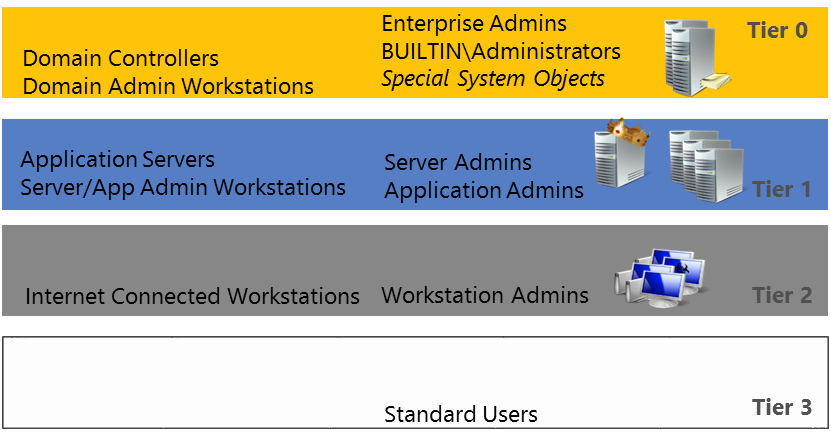 Domain Controllers
Domain Admin Workstations
Enterprise Admins
BUILTIN\Administrators
Special System Objects
Tier 0
Application Servers
Server/App Admin Workstations
Server Admins
Application Admins
Tier 1
Internet Connected Workstations
Workstation Admins
Tier 2
Standard Users
Tier 3